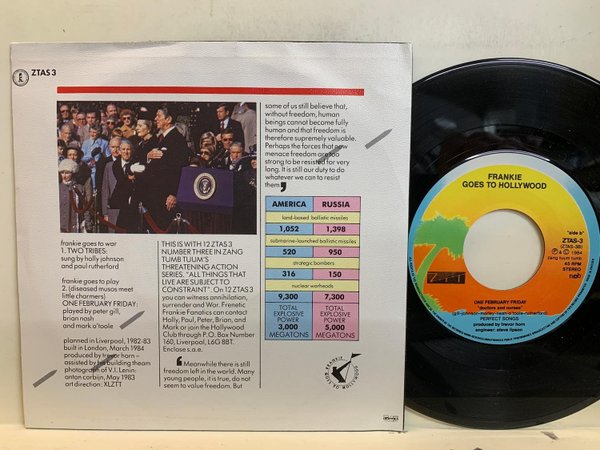 ZTAS 3
frankie goes to war
1. TWO TRIBES:
sung by holly johnson
and paul rutherford
frankie goes to play
2. (diseased musos meet
little charmers)
ONE FEBRUARY FRIDAY:
played by peter gill,
brian nash
and mark o'toole
planned in Liverpool, 1982-83
built in London, March 1984
produced by trevor horn –
assisted by his building theam
photograph of V.I. Lenin:
anton corbijn, May 1983
art direction: XLZTT
THIS IS WITH 12 ZTAS 3
NUMBER THREE IN ZANG
TUMB TUUM'S
THREATENING ACTION
SERIES. "ALL THINGS
THAT LIVE ARE SUBJECT TO
CONSTRAINT". On 12 ZTAS 3
you can witness annihilation,
surrender and War. Frenetic
Frankie Fanatics can contact
Holly, Paul, Peter, Brian, and
Mark or join the Hollywood
Club through P.O. Box Number
160, Liverpool, L69 8BT.
Enclose s.a.e.
"Meanwhile there is still
freedom left in the world. Many
young people, it is true, do not
seem to value freedom. But
some of us still believe that,
without freedom, human
beings cannot become fully
human and that freedom is
therefore supremely valuable.
Perhaps the forces that now
menace freedom are too
strong to be resisted for very
long. It is still our duty to do
whatever we can to resist
them"
AMERICA RUSSIA
land-based ballistic missiles
1,052 1,398
submarine-launched ballistic missiles
520 950
strategic bombers
316 150
nuclear warheads
9,300 7,300
TOTAL EXPLOSIVE POWER 3,000 MEGATONS
TOTAL EXPLOSIVE POWER 5,000 MEGATONS
FRANKIE GOES TO HOLLYWOOD
FRANKIE
GOES TO HOLLYWOOD
"side b"
ZTAS-3
(ZTAS-3B)
℗ & © 1984
45 RPM
STEREO
ZTT
ONE FEBRUARY FRIDAY
PERFECT SONGS
produced by trevor horn
engineer: steve lipson